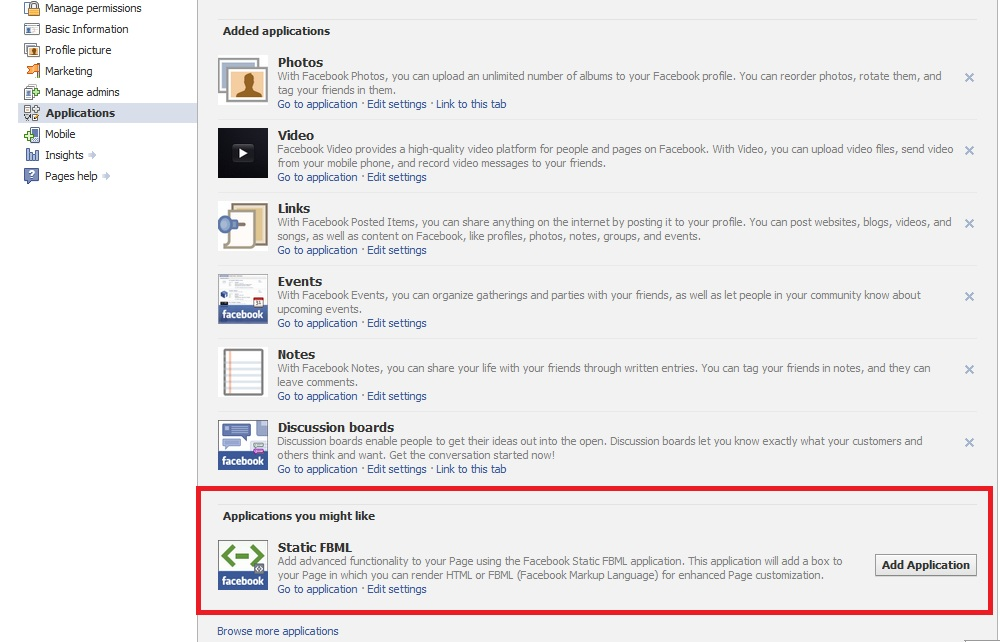 Manage permissions
Basic Information
Profile picture
Marketing
Manage admins
Applications
Mobile
Insights
Pages help
Added applications
Photos
With Facebook Photos, you can upload an unlimited number of albums to your Facebook profile. You can reorder photos, rotate them, and
tag your friends in them.
Go to application · Edit settings · Link to this tab
Video
Facebook Video provides a high-quality video platform for people and pages on Facebook. With Video, you can upload video files, send video
from your mobile phone, and record video messages to your friends.
Go to application · Edit settings
Links
With Facebook Posted Items, you can share anything on the internet by posting it to your profile. You can post websites, blogs, videos, and
songs, as well as content on Facebook, like profiles, photos, notes, groups, and events.
Go to application · Edit settings
facebook
Events
With Facebook Events, you can organize gatherings and parties with your friends, as well as let people in your community know about
upcoming events.
Go to application · Edit settings
Notes
With Facebook Notes, you can share your life with your friends through written entries. You can tag your friends in notes, and they can
leave comments.
Go to application · Edit settings
facebook
Discussion boards
Discussion boards enable people to get their ideas out into the open. Discussion boards let you know exactly what your customers and
others think and want. Get the conversation started now!
Go to application · Edit settings · Link to this tab
Applications you might like
facebook
Static FBML
Add advanced functionality to your Page using the Facebook Static FBML application. This application will add a box to
your Page in which you can render HTML or FBML (Facebook Markup Language) for enhanced Page customization.
Go to application · Edit settings
Add Application
Browse more applications